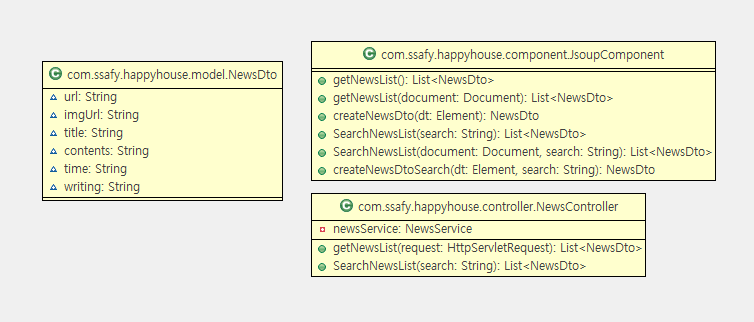 C com.ssafy.happyhouse.model.NewsDto
url: String
imgUrl: String
title: String
contents: String
time: String
writing: String
C com.ssafy.happyhouse.component.JsoupComponent
getNewsList(): List<NewsDto>
getNewsList(document: Document): List<NewsDto>
createNewsDto(dt: Element): NewsDto
SearchNewsList(search: String): List<NewsDto>
SearchNewsList(document: Document, search: String): List<NewsDto>
createNewsDtoSearch(dt: Element, search: String): NewsDto
C com.ssafy.happyhouse.controller.NewsController
newsService: NewsService
getNewsList(request: HttpServletRequest): List<NewsDto>
SearchNewsList(search: String): List<NewsDto>